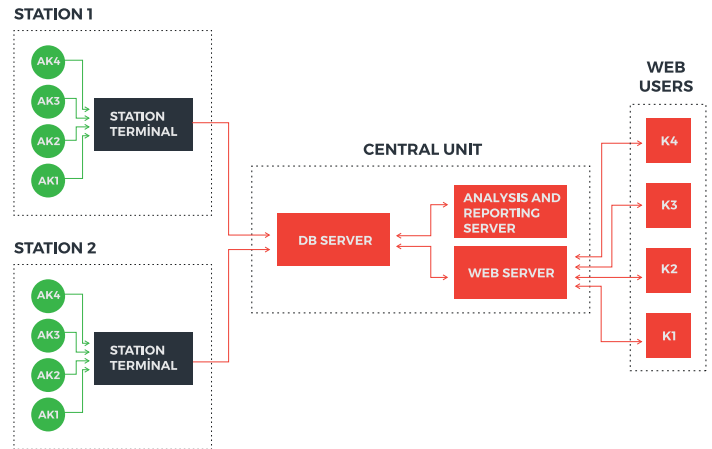 STATION 1
AK4
AK3
AK2
AK1
STATION
TERMİNAL
STATION 2
AK4
AK3
AK2
AK1
STATION
TERMİNAL
CENTRAL UNIT
DB SERVER
ANALYSIS AND
REPORTING
SERVER
WEB SERVER
WEB
USERS
K4
K3
K2
K1